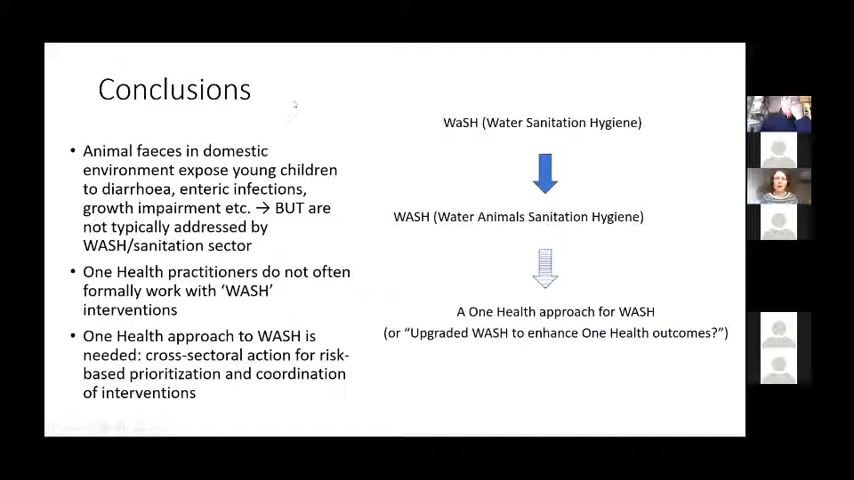 Conclusions
• Animal faeces in domestic
environment expose young children
to diarrhoea, enteric infections,
growth impairment etc. → BUT are
not typically addressed by
WASH/sanitation sector
• One Health practitioners do not often
formally work with ‘WASH’
interventions
• One Health approach to WASH is
needed: cross-sectoral action for risk-
based prioritization and coordination
of interventions
WaSH (Water Sanitation Hygiene)
WASH (Water Animals Sanitation Hygiene)
A One Health approach for WASH
(or “Upgraded WASH to enhance One Health outcomes?”)